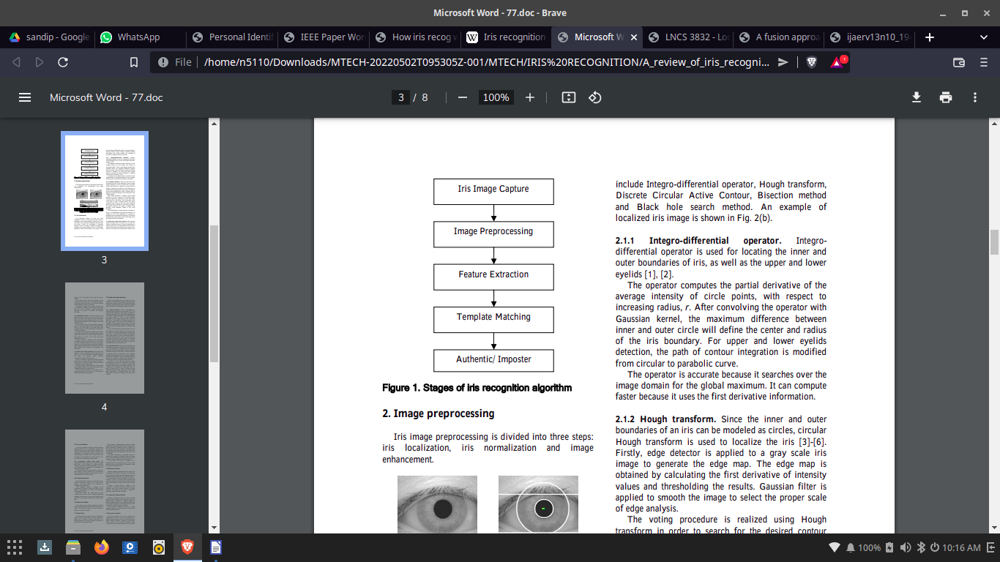 Microsoft Word - 77.doc - Brave
sandip - Google
WhatsApp
Personal Identif
IEEE Paper Wor
How iris recog
Iris recognition
Microsoft W
LNCS 3832 - Lo
A fusion approa
ijaerv13n10_19
File
/home/n5110/Downloads/MTECH-20220502T095305Z-001/MTECH/IRIS%20RECOGNITION/A_review_of_iris_recogni...
1
Microsoft Word - 77.doc
3 / 8
100%
3
4
Iris Image Capture
Image Preprocessing
Feature Extraction
Template Matching
Authentic/ Imposter
Figure 1. Stages of iris recognition algorithm
2. Image preprocessing
Iris image preprocessing is divided into three steps:
iris localization, iris normalization and image
enhancement.
include Integro-differential operator, Hough transform,
Discrete Circular Active Contour, Bisection method
and Black hole search method. An example of
localized iris image is shown in Fig. 2(b).
2.1.1 Integro-differential operator. Integro-
differential operator is used for locating the inner and
outer boundaries of iris, as well as the upper and lower
eyelids [1], [2].
The operator computes the partial derivative of the
average intensity of circle points, with respect to
increasing radius, r. After convolving the operator with
Gaussian kernel, the maximum difference between
inner and outer circle will define the center and radius
of the iris boundary. For upper and lower eyelids
detection, the path of contour integration is modified
from circular to parabolic curve.
The operator is accurate because it searches over the
image domain for the global maximum. It can compute
faster because it uses the first derivative information.
2.1.2 Hough transform. Since the inner and outer
boundaries of an iris can be modeled as circles, circular
Hough transform is used to localize the iris [3]-[6].
Firstly, edge detector is applied to a gray scale iris
image to generate the edge map. The edge map is
obtained by calculating the first derivative of intensity
values and thresholding the results. Gaussian filter is
applied to smooth the image to select the proper scale
of edge analysis.
The voting procedure is realized using Hough
transform in order to search for the desired contour
100%
10:16 AM